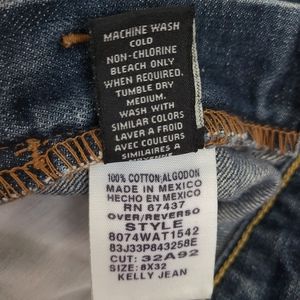 MACHINE WASH
COLD
NON-CHLORINE
BLEACH ONLY
WHEN REQUIRED.
TUMBLE DRY
MEDIUM.
WASH WITH
SIMILAR COLORS
LAVER A FROID
AVEC COULEURS
SIMILAIRES A
100% COTTON:ALGODON
MADE IN MEXICO
HECHO EN MEXICO
RN 67437
OVER/REVERSO
STYLE
8074WAT1542
83J33P843258E
CUT: 32A92
SIZE: 8X32
KELLY JEAN